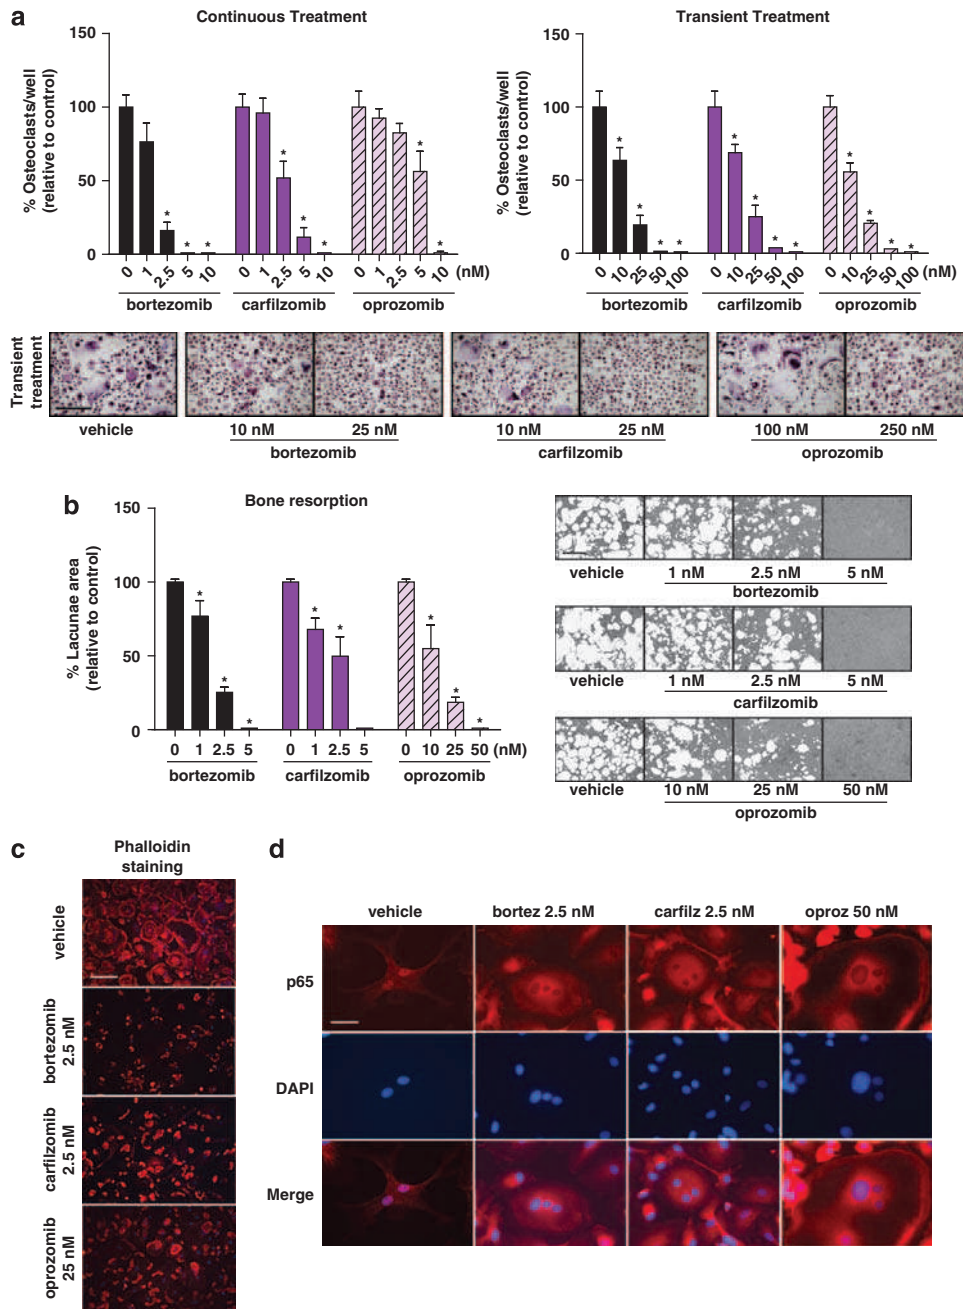 a
Continuous Treatment
% Osteoclasts/well
(relative to control)
150
100
50
0
0 1 2.5 5 10 0 1 2.5 5 10 0 1 2.5 5 10 (nM)
bortezomib carfilzomib oprozomib
* * * * * * * *
Transient Treatment
% Osteoclasts/well
(relative to control)
150
100
50
0
0 10 25 50 100 0 10 25 50 100 0 10 25 50 100 (nM)
bortezomib carfilzomib oprozomib
* * * * * * * * * * * *
Transient
treatment
vehicle 10 nM 25 nM 10 nM 25 nM 100 nM 250 nM
bortezomib carfilzomib oprozomib
b
Bone resorption
% Lacunae area
(relative to control)
150
100
50
0
* * * * * * * *
0 1 2.5 5 0 1 2.5 5 0 10 25 50 (nM)
bortezomib carfilzomib oprozomib
vehicle 1 nM 2.5 nM 5 nM
bortezomib
vehicle 1 nM 2.5 nM 5 nM
carfilzomib
vehicle 10 nM 25 nM 50 nM
oprozomib
c
Phalloidin
staining
vehicle
bortezomib
2.5 nM
carfilzomib
2.5 nM
oprozomib
25 nM
d
vehicle bortez 2.5 nM carfilz 2.5 nM oproz 50 nM
p65
DAPI
Merge